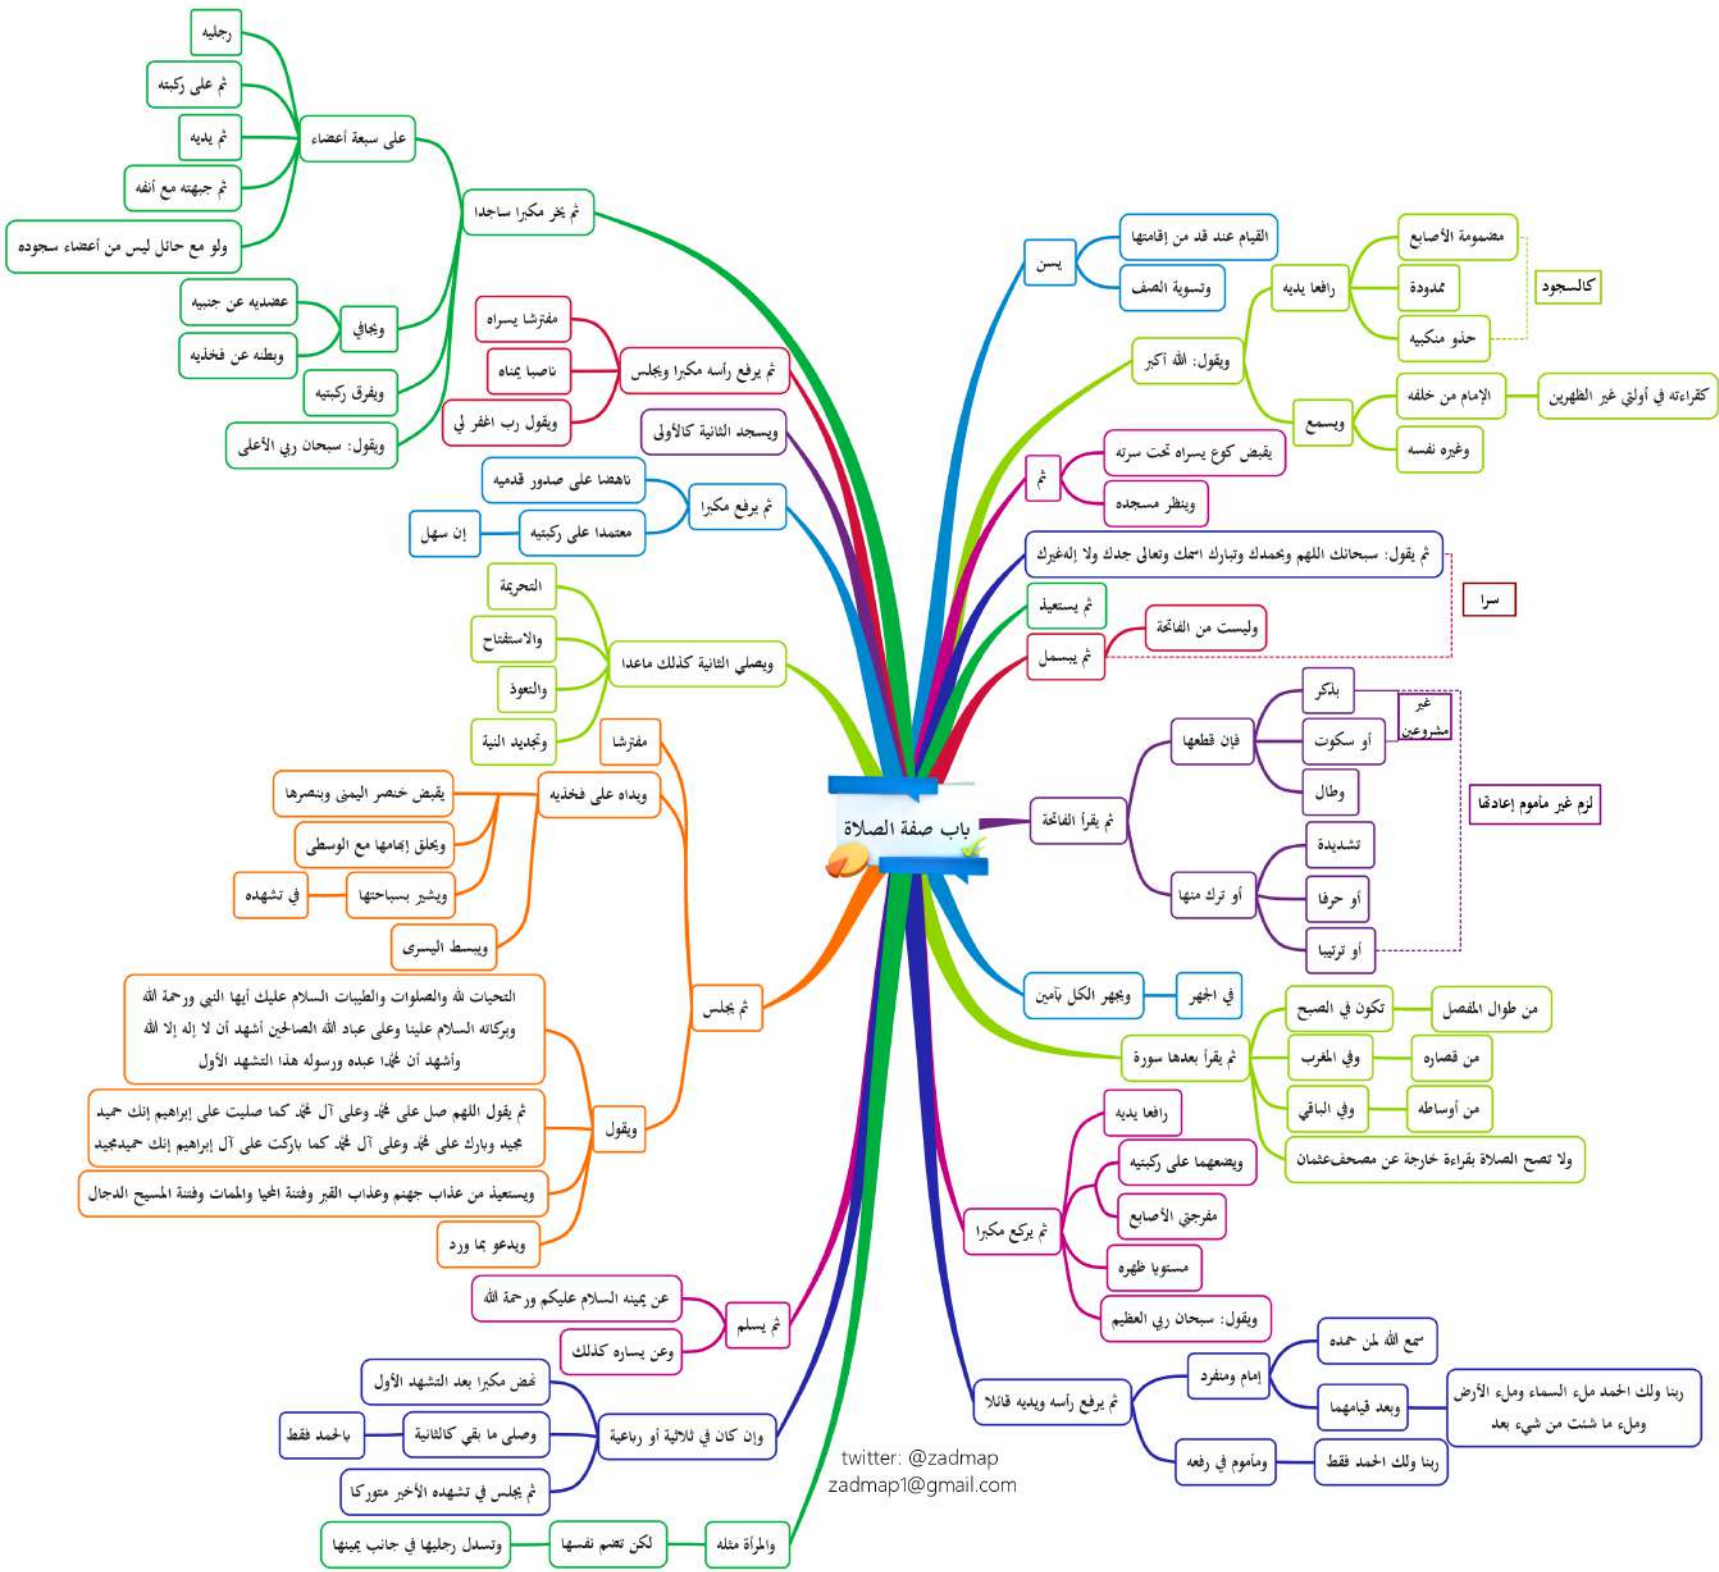 باب صفة الصلاة
يسن
القيام عند قد من إقامتها
وتسوية الصف
ويقول: الله أكبر
رافعا يديه
مضمومة الأصابع
ممدودة
حذو منكبيه
كالسجود
ويسمع
الإمام من خلفه
كقراءته في أولتي غير الظهرين
وغيره نفسه
ثم
يقبض كوع يسراه تحت سرته
وينظر مسجده
ثم يقول: سبحانك اللهم وبحمدك وتبارك اسمك وتعالى جدك ولا إله غيرك
ثم يستعيذ
ثم يبسمل
وليست من الفاتحة
سرا
ثم يقرأ الفاتحة
فإن قطعها
بذكر
أو سكوت
غير
مشروعين
وطال
أو ترك منها
تشديدة
أو حرفا
أو ترتيبا
لزم غير مأموم إعادتها
ويجهر الكل بآمين
في الجهر
ثم يقرأ بعدها سورة
تكون في الصبح
من طوال المفصل
وفي المغرب
من قصاره
وفي الباقي
من أوساطه
ولا تصح الصلاة بقراءة خارجة عن مصحف عثمان
ثم يركع مكبرا
رافعا يديه
ويضعهما على ركبتيه
مفرجتي الأصابع
مستويا ظهره
ويقول: سبحان ربي العظيم
ثم يرفع رأسه ويديه قائلا
إمام ومنفرد
سمع الله لمن حمده
وبعد قيامهما
ربنا ولك الحمد ملء السماء وملء الأرض
وملء ما شئت من شيء بعد
ومأموم في رفعه
ربنا ولك الحمد فقط
ثم يخر مكبرا ساجدا
على سبعة أعضاء
رجليه
ثم على ركبته
ثم يديه
ثم جبهته مع أنفه
ولو مع حائل ليس من أعضاء سجوده
ويجافي
عضديه عن جنبيه
وبطنه عن فخذيه
ويفرق ركبتيه
ويقول: سبحان ربي الأعلى
ثم يرفع رأسه مكبرا ويجلس
مفترشا يسراه
ناصبا يمناه
ويقول رب اغفر لي
ويسجد الثانية كالأولى
ثم يرفع مكبرا
ناهضا على صدور قدميه
معتمدا على ركبتيه
إن سهل
ويصلي الثانية كذلك ماعدا
التحريمة
والاستفتاح
والتعوذ
وتجديد النية
ثم يجلس
مفترشا
ويداه على فخذيه
يقبض خنصر اليمنى وبنصرها
ويحلق إبهامها مع الوسطى
ويشير بسباحتها
في تشهده
ويبسط اليسرى
ويقول
التحيات لله والصلوات والطيبات السلام عليك أيها النبي ورحمة الله
وبركاته السلام علينا وعلى عباد الله الصالحين أشهد أن لا إله إلا الله
وأشهد أن محمدا عبده ورسوله هذا التشهد الأول
ثم يقول اللهم صل على محمد وعلى آل محمد كما صليت على إبراهيم إنك حميد
مجيد وبارك على محمد وعلى آل محمد كما باركت على آل إبراهيم إنك حميدمجيد
ويستعيذ من عذاب جهنم وعذاب القبر وفتنة المحيا والممات وفتنة المسيح الدجال
ويدعو بما ورد
ثم يسلم
عن يمينه السلام عليكم ورحمة الله
وعن يساره كذلك
وإن كان في ثلاثية أو رباعية
نهض مكبرا بعد التشهد الأول
وصلى ما بقي كالثانية
بالحمد فقط
ثم يجلس في تشهده الأخير متوركا
والمرأة مثله
لكن تضم نفسها
وتسدل رجليها في جانب يمينها
twitter: @zadmap
zadmap1@gmail.com